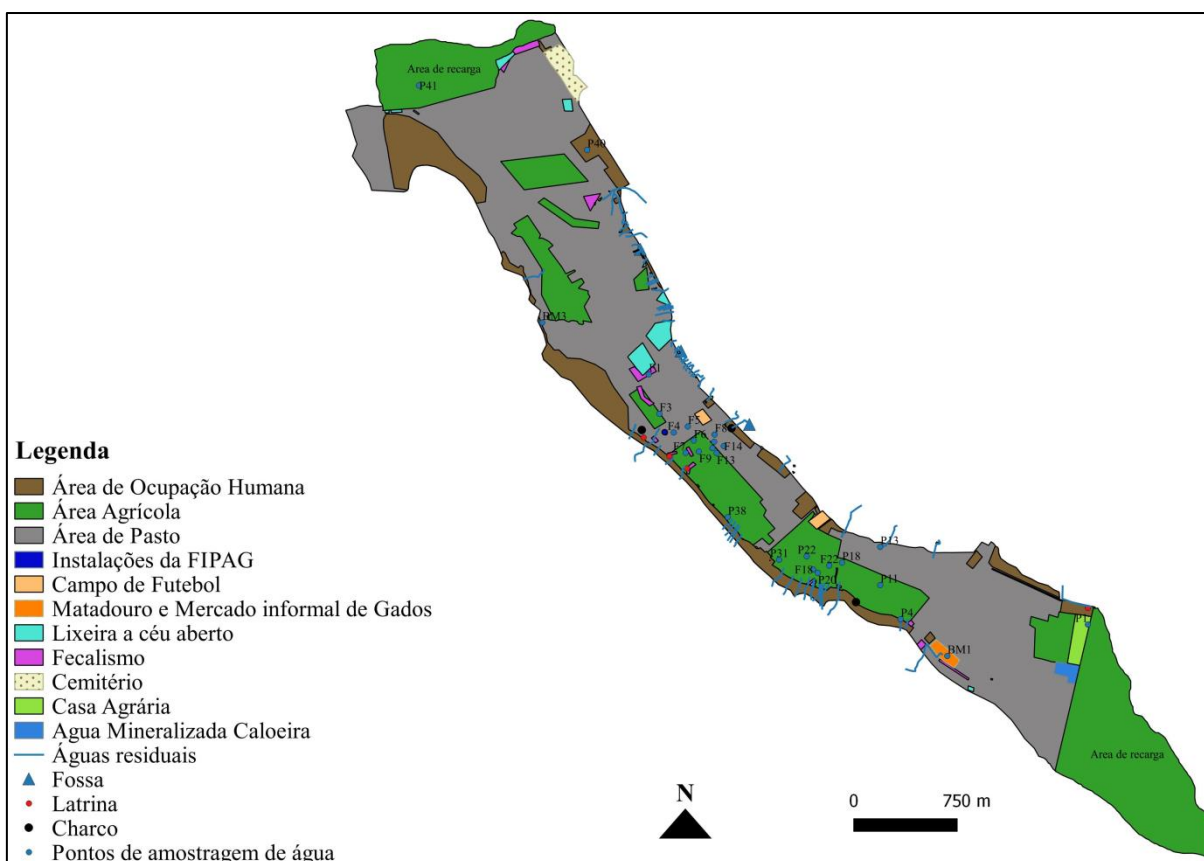 Area de recarga
P41
P40
BM3
KI
F3
F4
F5
F6
F8
F7
F9
F14
F13
P38
P31
P22
F22
P18
F18
P20
P13
P11
P4
BM1
Area de recarga
Legenda
Área de Ocupação Humana
Área Agrícola
Área de Pasto
Instalações da FIPAG
Campo de Futebol
Matadouro e Mercado informal de Gados
Lixeira a céu aberto
Fecalismo
Cemitério
Casa Agrária
Agua Mineralizada Caloeira
Águas residuais
Fossa
Latrina
Charco
Pontos de amostragem de água
N
0 750 m